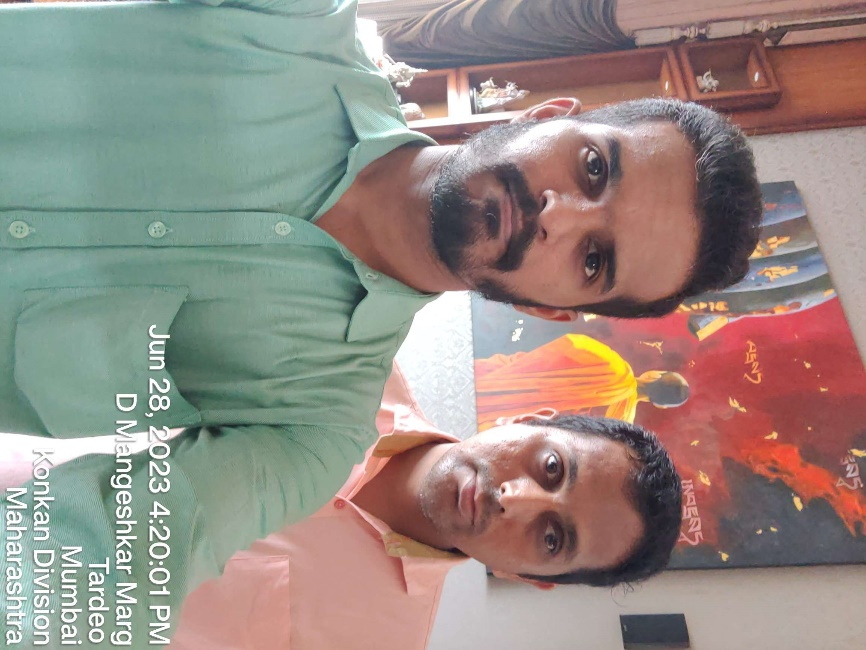 Jun 28, 2023 4:20:01 PM
D Mangeshkar Marg
Tardeo
Mumbai
Konkan Division
Maharashtra